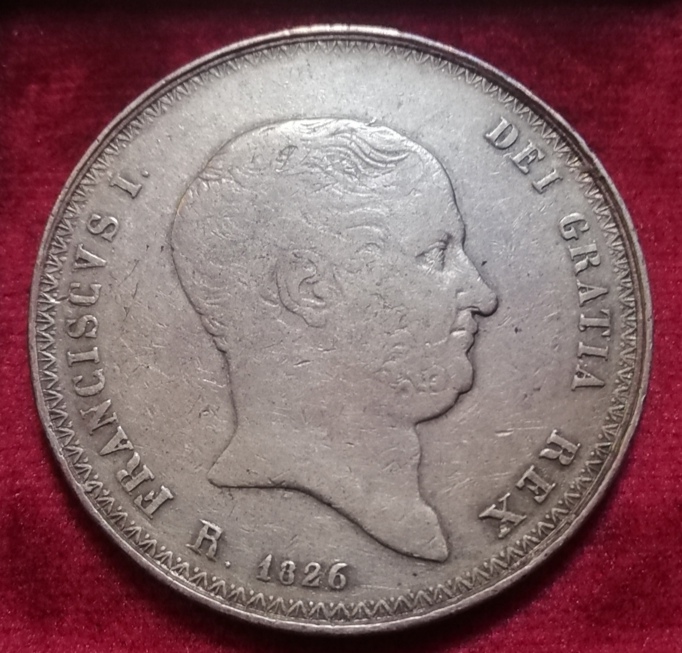 FRANCISCVS I. DEI GRATIA REX
R. 1826